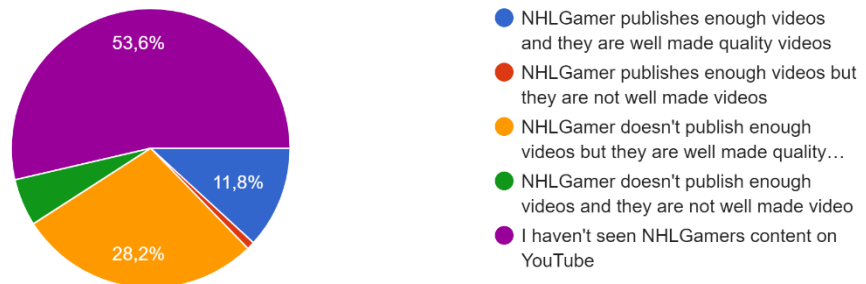 53,6%
11,8%
28,2%
NHLGamer publishes enough videos
and they are well made quality videos
NHLGamer publishes enough videos but
they are not well made videos
NHLGamer doesn't publish enough
videos but they are well made quality…
NHLGamer doesn't publish enough
videos and they are not well made video
I haven't seen NHLGamers content on
YouTube